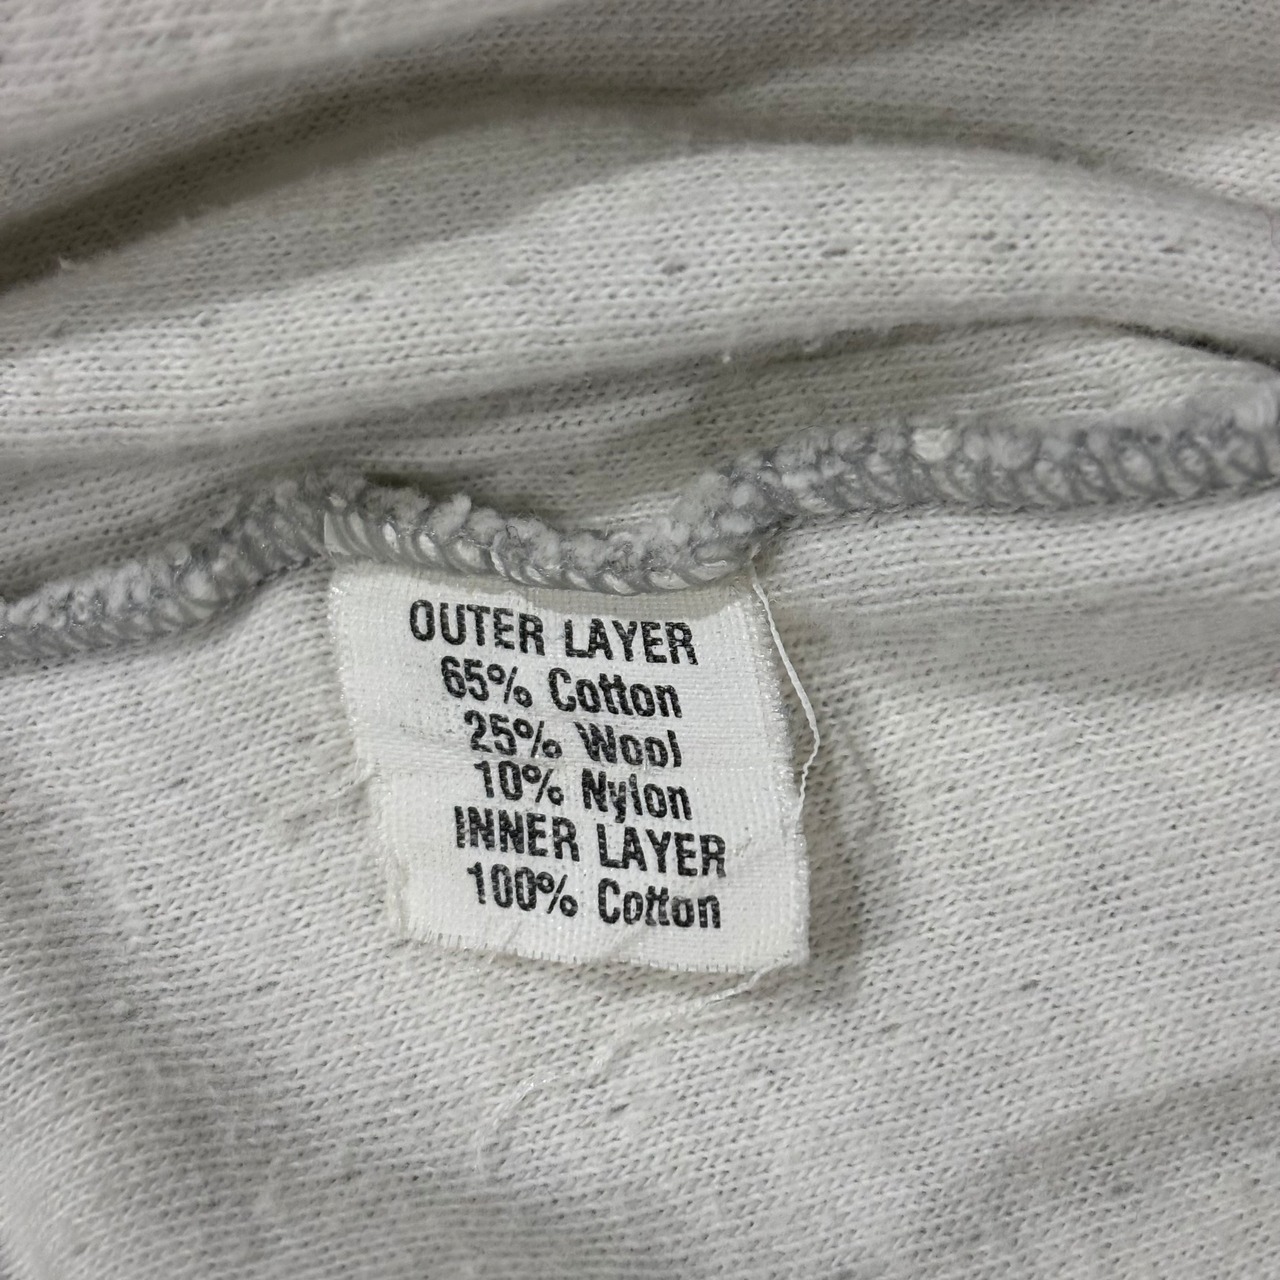 OUTER LAYER
65% Cotton
25% Wool
10% Nylon
INNER LAYER
100% Cotton